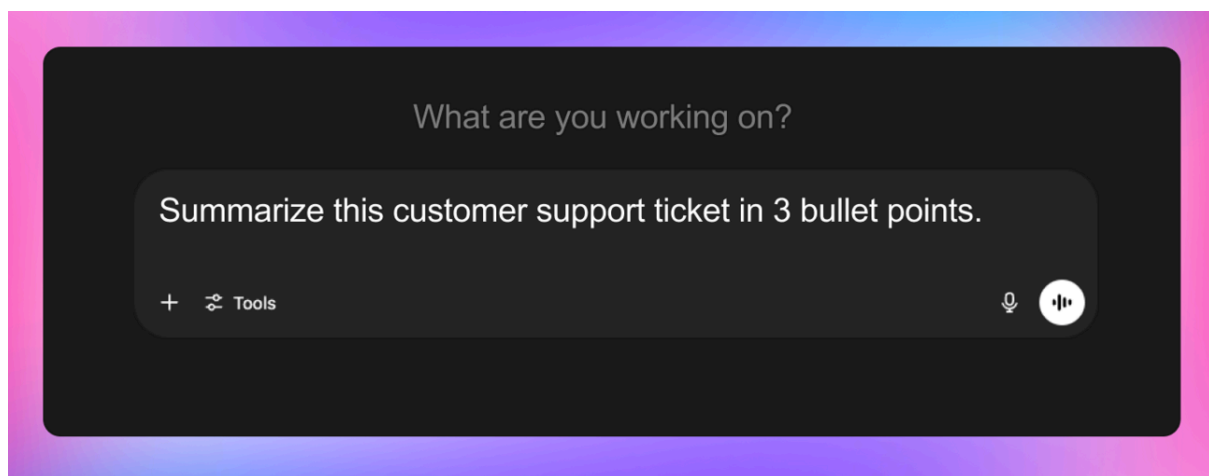 What are you working on?
Summarize this customer support ticket in 3 bullet points.
Tools